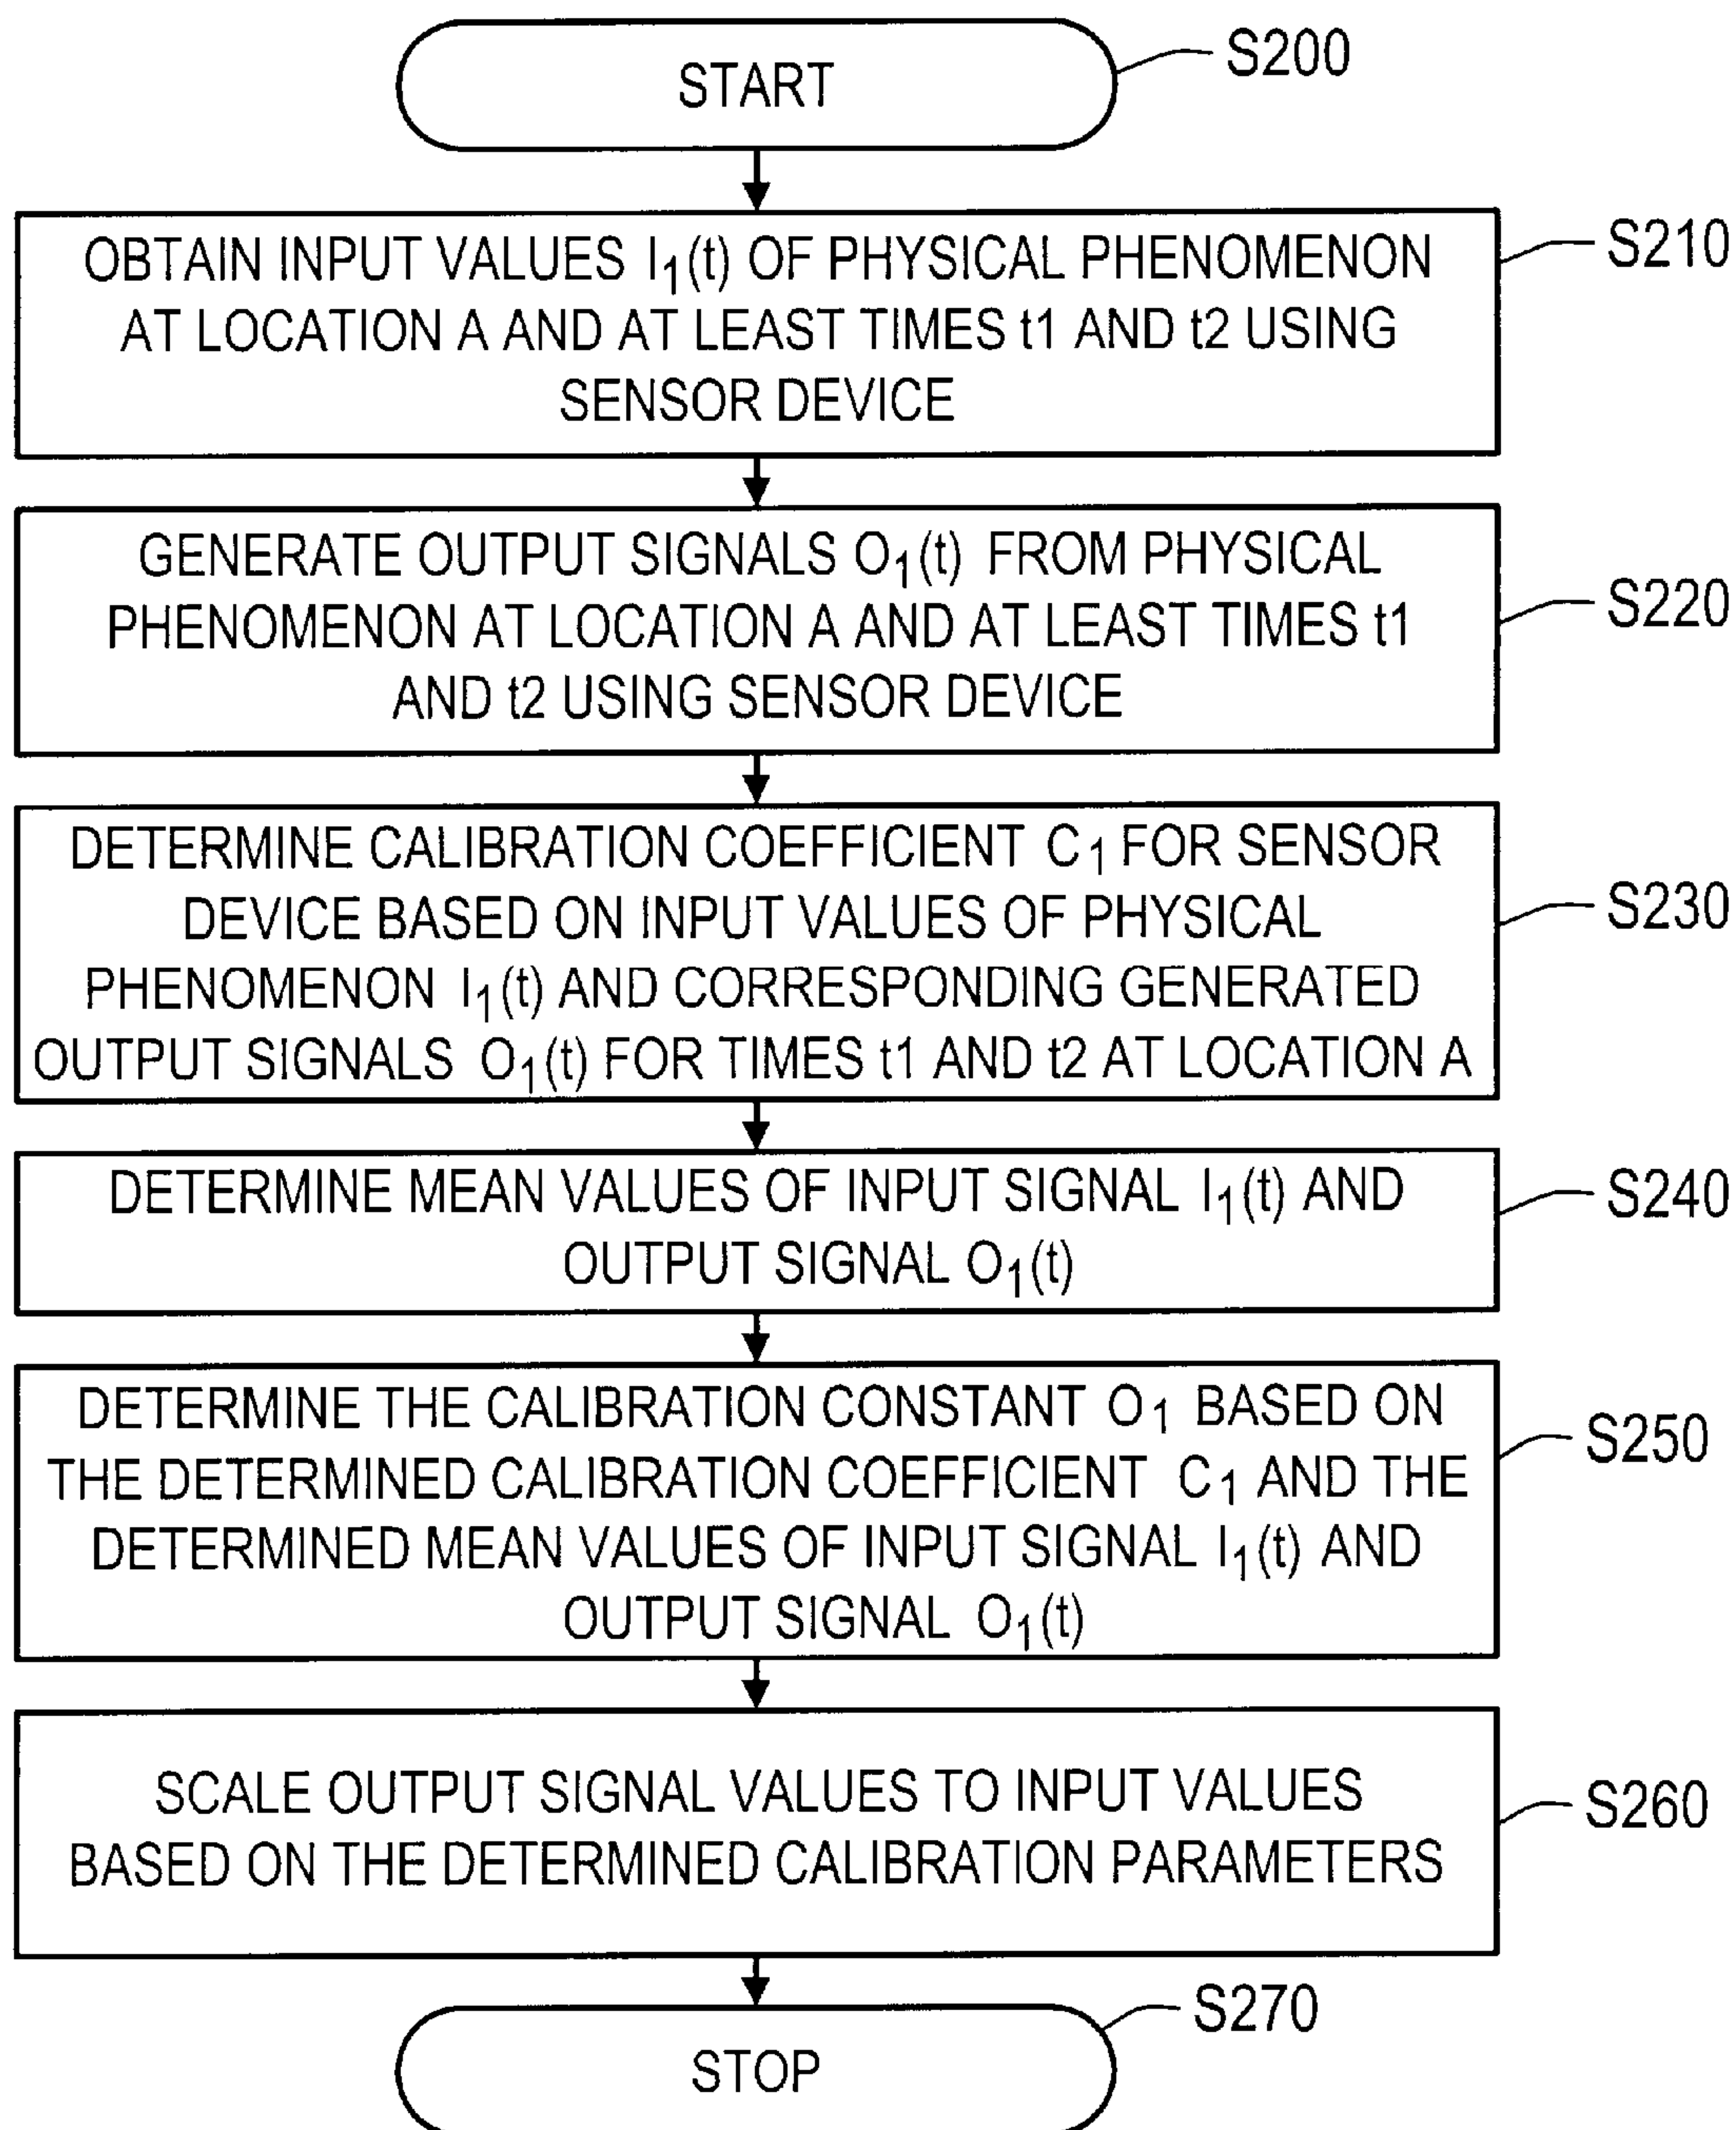 START
S200
OBTAIN INPUT VALUES I₁(t) OF PHYSICAL PHENOMENON
AT LOCATION A AND AT LEAST TIMES t1 AND t2 USING
SENSOR DEVICE
S210
GENERATE OUTPUT SIGNALS O₁(t) FROM PHYSICAL
PHENOMENON AT LOCATION A AND AT LEAST TIMES t1
AND t2 USING SENSOR DEVICE
S220
DETERMINE CALIBRATION COEFFICIENT C₁ FOR SENSOR
DEVICE BASED ON INPUT VALUES OF PHYSICAL
PHENOMENON I₁(t) AND CORRESPONDING GENERATED
OUTPUT SIGNALS O₁(t) FOR TIMES t1 AND t2 AT LOCATION A
S230
DETERMINE MEAN VALUES OF INPUT SIGNAL I₁(t) AND
OUTPUT SIGNAL O₁(t)
S240
DETERMINE THE CALIBRATION CONSTANT O₁ BASED ON
THE DETERMINED CALIBRATION COEFFICIENT C₁ AND THE
DETERMINED MEAN VALUES OF INPUT SIGNAL I₁(t) AND
OUTPUT SIGNAL O₁(t)
S250
SCALE OUTPUT SIGNAL VALUES TO INPUT VALUES
BASED ON THE DETERMINED CALIBRATION PARAMETERS
S260
STOP
S270